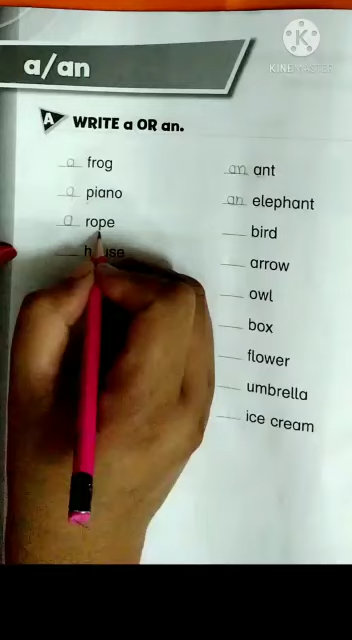 KINEMASTER
a/an
A WRITE a OR an.
a frog
a piano
a rope
an ant
an elephant
bird
arrow
owl
box
flower
umbrella
ice cream